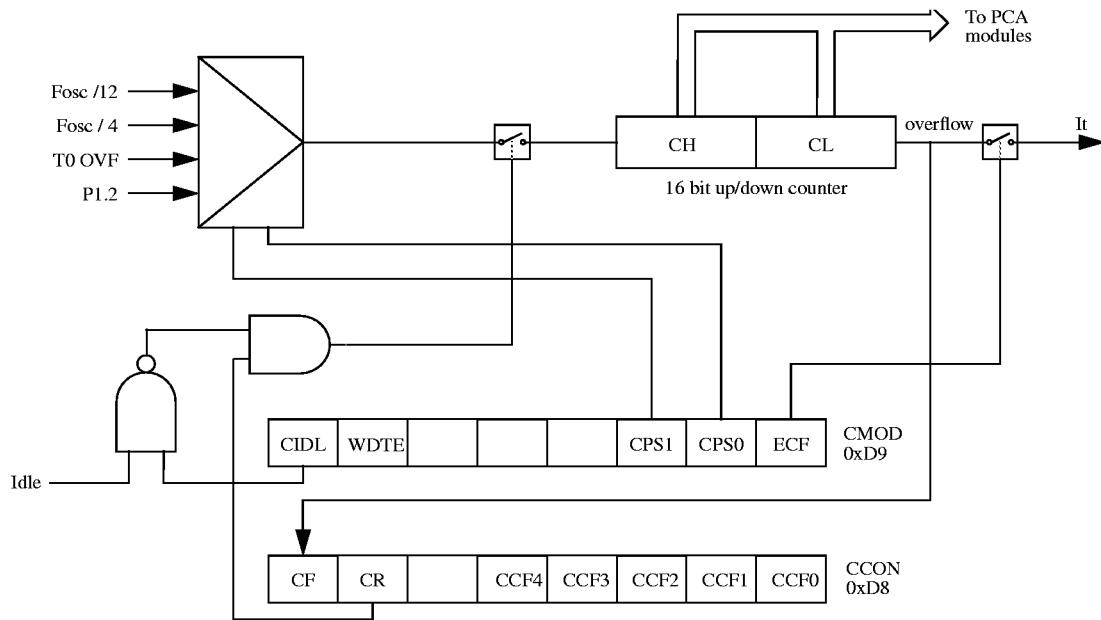 To PCA
modules
Fosc /12
Fosc / 4
T0 OVF
P1.2
CH
CL
overflow
It
16 bit up/down counter
CIDL
WDTE
CPS1
CPS0
ECF
CMOD
0xD9
Idle
CF
CR
CCF4
CCF3
CCF2
CCF1
CCF0
CCON
0xD8